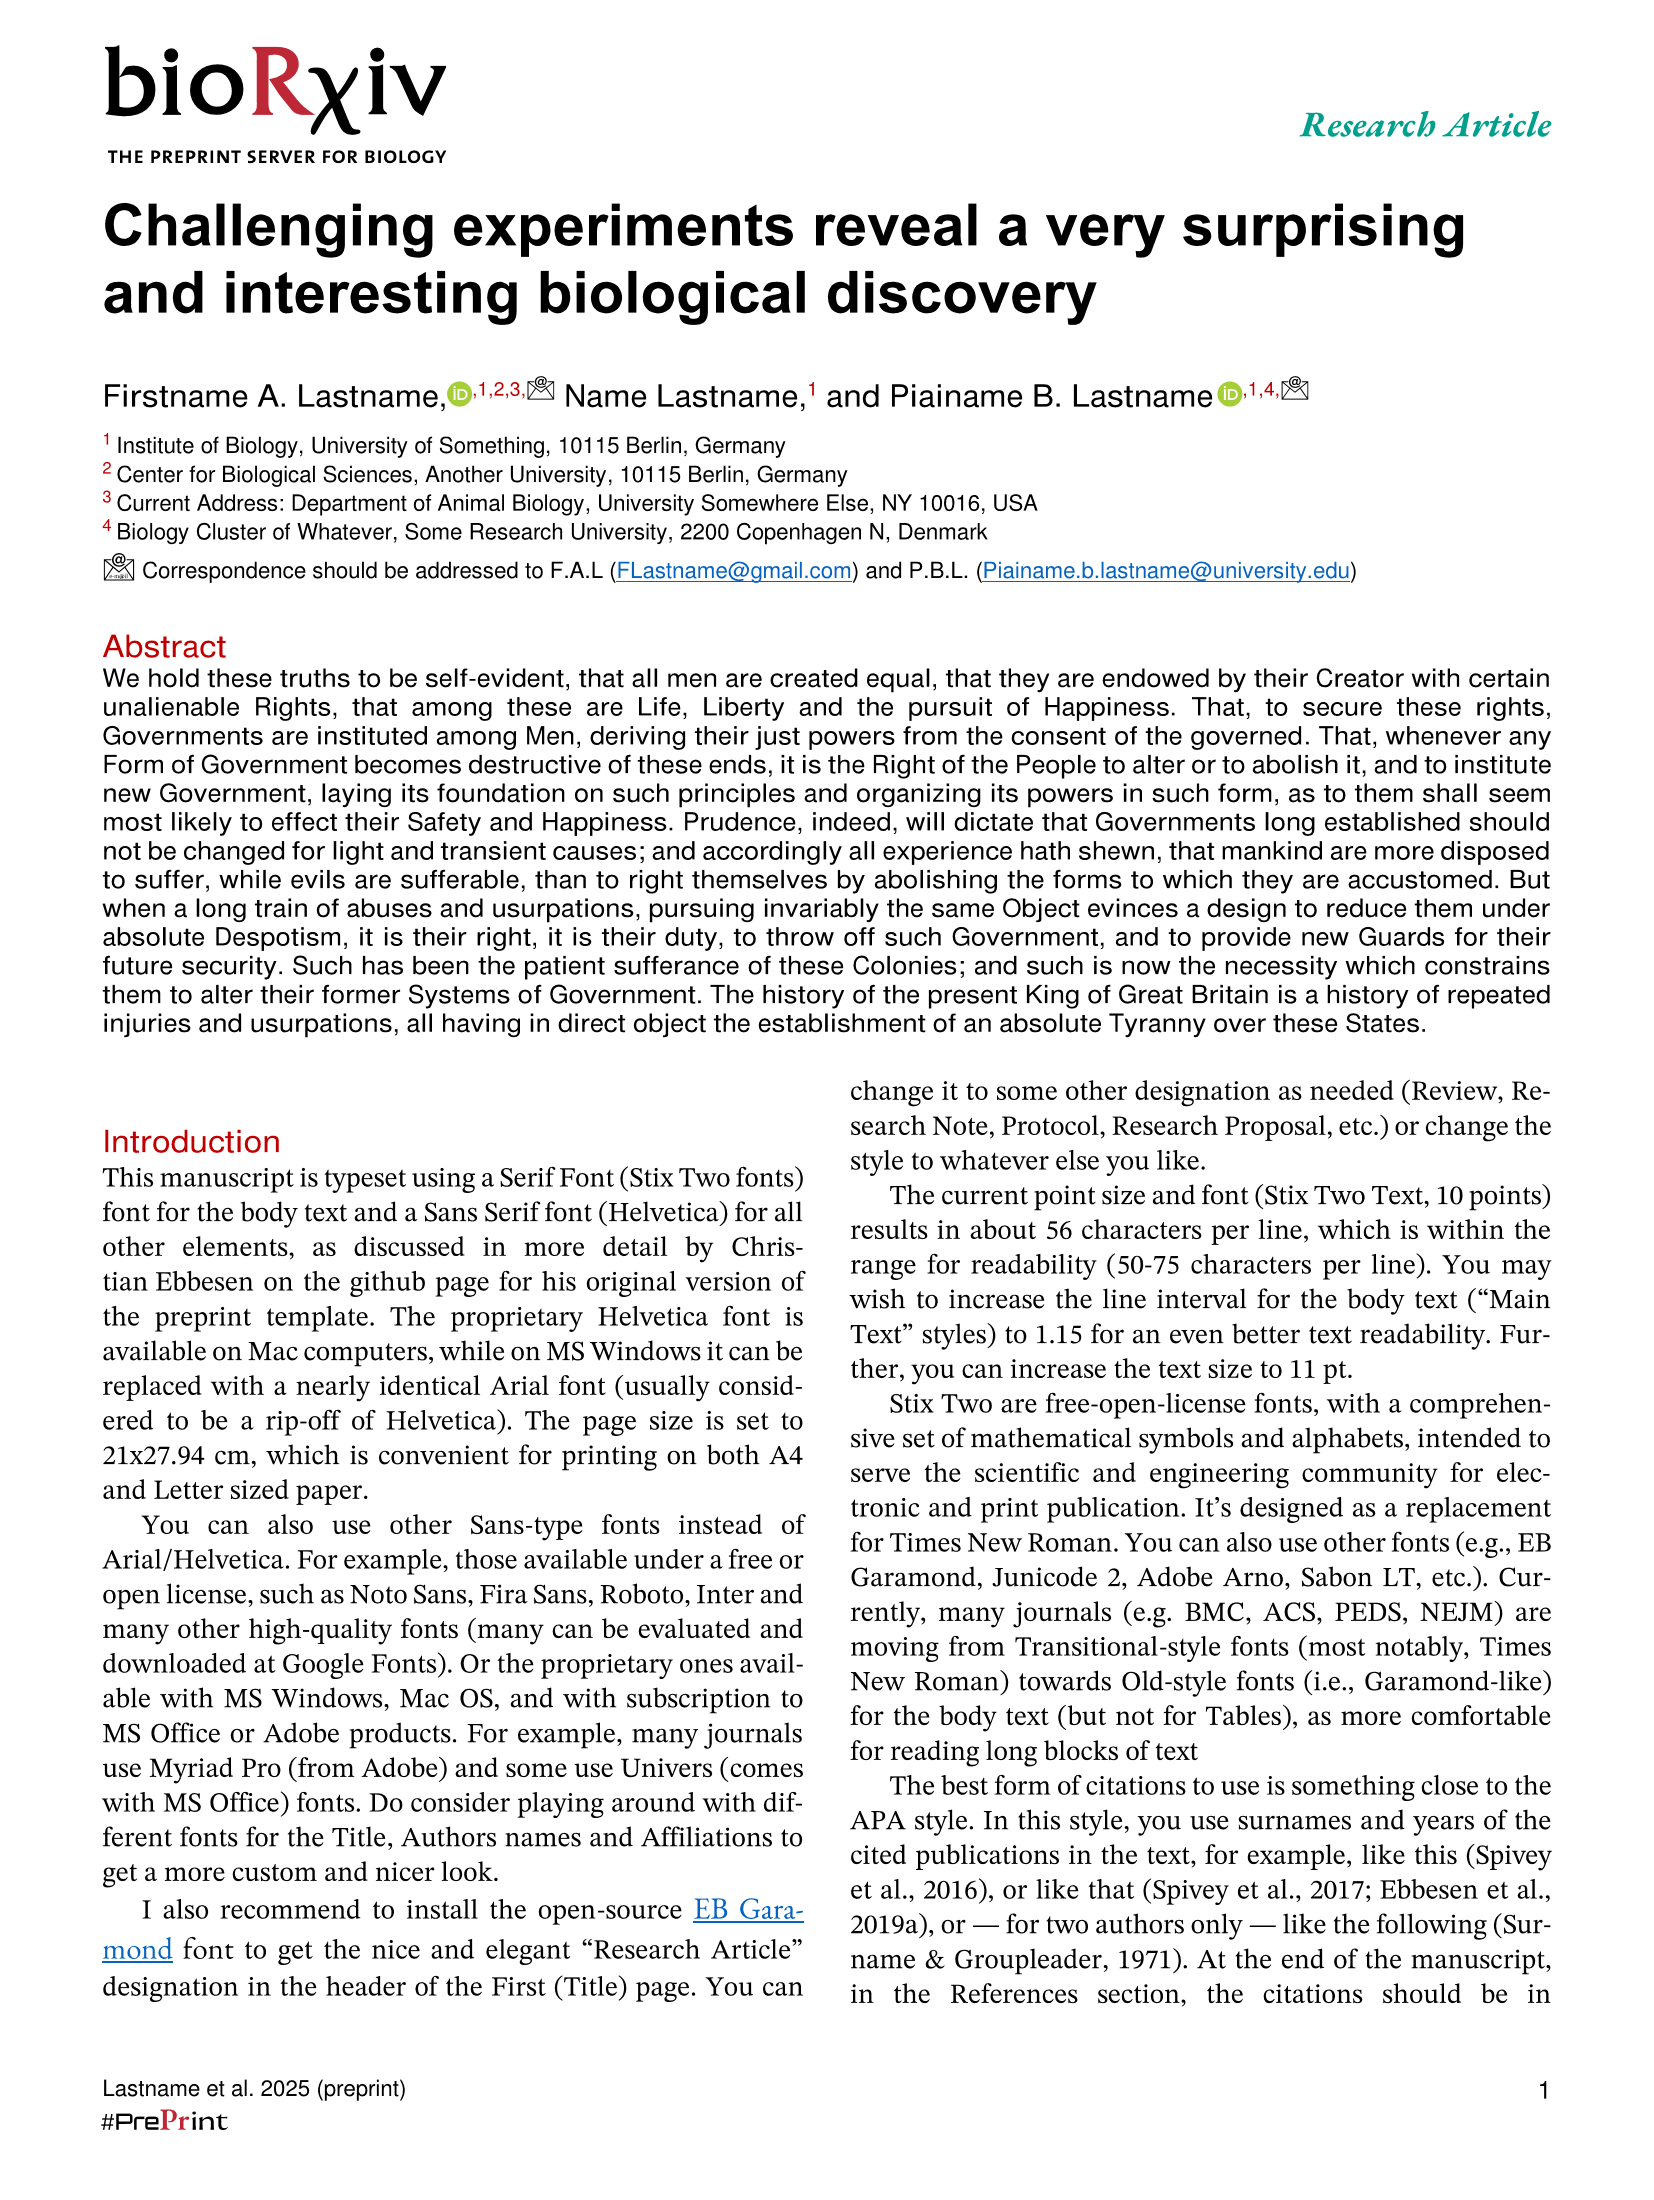 bioRχiv
THE PREPRINT SERVER FOR BIOLOGY
Research Article
Challenging experiments reveal a very surprising
and interesting biological discovery
Firstname A. Lastname,iD,1,2,3, Name Lastname,1 and Piainame B. Lastname iD,1,4,
1 Institute of Biology, University of Something, 10115 Berlin, Germany
2 Center for Biological Sciences, Another University, 10115 Berlin, Germany
3 Current Address: Department of Animal Biology, University Somewhere Else, NY 10016, USA
4 Biology Cluster of Whatever, Some Research University, 2200 Copenhagen N, Denmark
Correspondence should be addressed to F.A.L (FLastname@gmail.com) and P.B.L. (Piainame.b.lastname@university.edu)
Abstract
We hold these truths to be self-evident, that all men are created equal, that they are endowed by their Creator with certain
unalienable Rights, that among these are Life, Liberty and the pursuit of Happiness. That, to secure these rights,
Governments are instituted among Men, deriving their just powers from the consent of the governed. That, whenever any
Form of Government becomes destructive of these ends, it is the Right of the People to alter or to abolish it, and to institute
new Government, laying its foundation on such principles and organizing its powers in such form, as to them shall seem
most likely to effect their Safety and Happiness. Prudence, indeed, will dictate that Governments long established should
not be changed for light and transient causes; and accordingly all experience hath shewn, that mankind are more disposed
to suffer, while evils are sufferable, than to right themselves by abolishing the forms to which they are accustomed. But
when a long train of abuses and usurpations, pursuing invariably the same Object evinces a design to reduce them under
absolute Despotism, it is their right, it is their duty, to throw off such Government, and to provide new Guards for their
future security. Such has been the patient sufferance of these Colonies; and such is now the necessity which constrains
them to alter their former Systems of Government. The history of the present King of Great Britain is a history of repeated
injuries and usurpations, all having in direct object the establishment of an absolute Tyranny over these States.
Introduction
This manuscript is typeset using a Serif Font (Stix Two fonts)
font for the body text and a Sans Serif font (Helvetica) for all
other elements, as discussed in more detail by Chris-
tian Ebbesen on the github page for his original version of
the preprint template. The proprietary Helvetica font is
available on Mac computers, while on MS Windows it can be
replaced with a nearly identical Arial font (usually consid-
ered to be a rip-off of Helvetica). The page size is set to
21x27.94 cm, which is convenient for printing on both A4
and Letter sized paper.
You can also use other Sans-type fonts instead of
Arial/Helvetica. For example, those available under a free or
open license, such as Noto Sans, Fira Sans, Roboto, Inter and
many other high-quality fonts (many can be evaluated and
downloaded at Google Fonts). Or the proprietary ones avail-
able with MS Windows, Mac OS, and with subscription to
MS Office or Adobe products. For example, many journals
use Myriad Pro (from Adobe) and some use Univers (comes
with MS Office) fonts. Do consider playing around with dif-
ferent fonts for the Title, Authors names and Affiliations to
get a more custom and nicer look.
I also recommend to install the open-source EB Gara-
mond font to get the nice and elegant “Research Article”
designation in the header of the First (Title) page. You can
change it to some other designation as needed (Review, Re-
search Note, Protocol, Research Proposal, etc.) or change the
style to whatever else you like.
The current point size and font (Stix Two Text, 10 points)
results in about 56 characters per line, which is within the
range for readability (50-75 characters per line). You may
wish to increase the line interval for the body text (“Main
Text” styles) to 1.15 for an even better text readability. Fur-
ther, you can increase the text size to 11 pt.
Stix Two are free-open-license fonts, with a comprehen-
sive set of mathematical symbols and alphabets, intended to
serve the scientific and engineering community for elec-
tronic and print publication. It’s designed as a replacement
for Times New Roman. You can also use other fonts (e.g., EB
Garamond, Junicode 2, Adobe Arno, Sabon LT, etc.). Cur-
rently, many journals (e.g. BMC, ACS, PEDS, NEJM) are
moving from Transitional-style fonts (most notably, Times
New Roman) towards Old-style fonts (i.e., Garamond-like)
for the body text (but not for Tables), as more comfortable
for reading long blocks of text
The best form of citations to use is something close to the
APA style. In this style, you use surnames and years of the
cited publications in the text, for example, like this (Spivey
et al., 2016), or like that (Spivey et al., 2017; Ebbesen et al.,
2019a), or — for two authors only — like the following (Sur-
name & Groupleader, 1971). At the end of the manuscript,
in the References section, the citations should be in
Lastname et al. 2025 (preprint)
1
#PrePrint